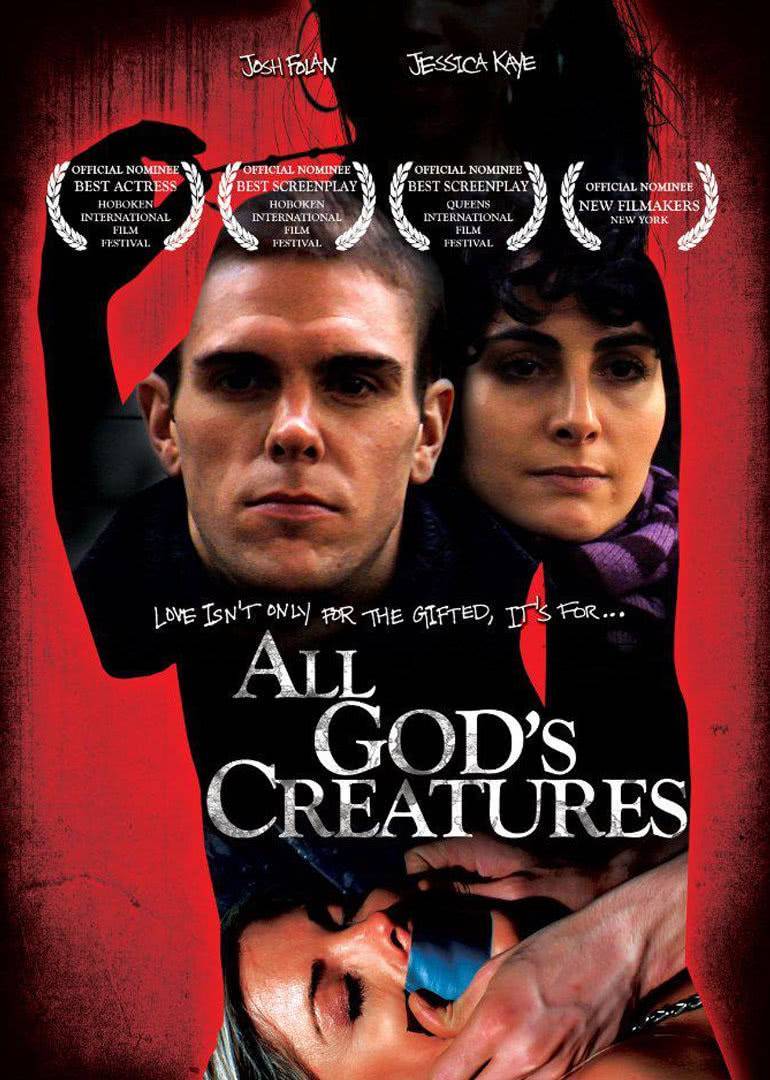 JOSH FOLAN JESSICA KAYE
OFFICIAL NOMINEE
BEST ACTRESS
HOBOKEN
INTERNATIONAL
FILM
FESTIVAL
OFFICIAL NOMINEE
BEST SCREENPLAY
HOBOKEN
INTERNATIONAL
FILM
FESTIVAL
OFFICIAL NOMINEE
BEST SCREENPLAY
QUEENS
INTERNATIONAL
FILM
FESTIVAL
OFFICIAL NOMINEE
NEW FILMAKERS
NEW YORK
LOVE ISN'T ONLY FOR THE GIFTED, IT'S FOR...
ALL
GOD'S
CREATURES